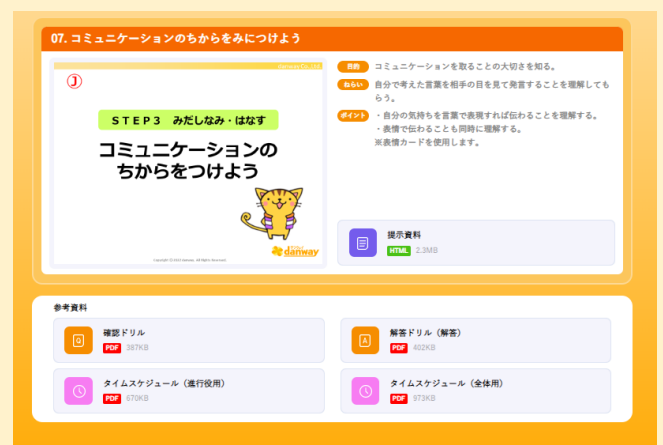 07. コミュニケーションのちからをみにつけよう
danway Co.,Ltd.
J
STEP3 みだしなみ・はなす
コミュニケーションの
ちからをつけよう
danway
目的 コミュニケーションを取ることの大切さを知る。
ねらい 自分で考えた言葉を相手の目を見て発言することを理解しても
らう。
ポイント ・自分の気持ちを言葉で表現すれば伝わることを理解する。
・表情で伝わることも同時に理解する。
※表情カードを使用します。
提示資料
HTML 2.3MB
参考資料
Q 確認ドリル
PDF 387KB
A 解答ドリル（解答）
PDF 402KB
タイムスケジュール（進行役用）
PDF 670KB
タイムスケジュール（全体用）
PDF 973KB